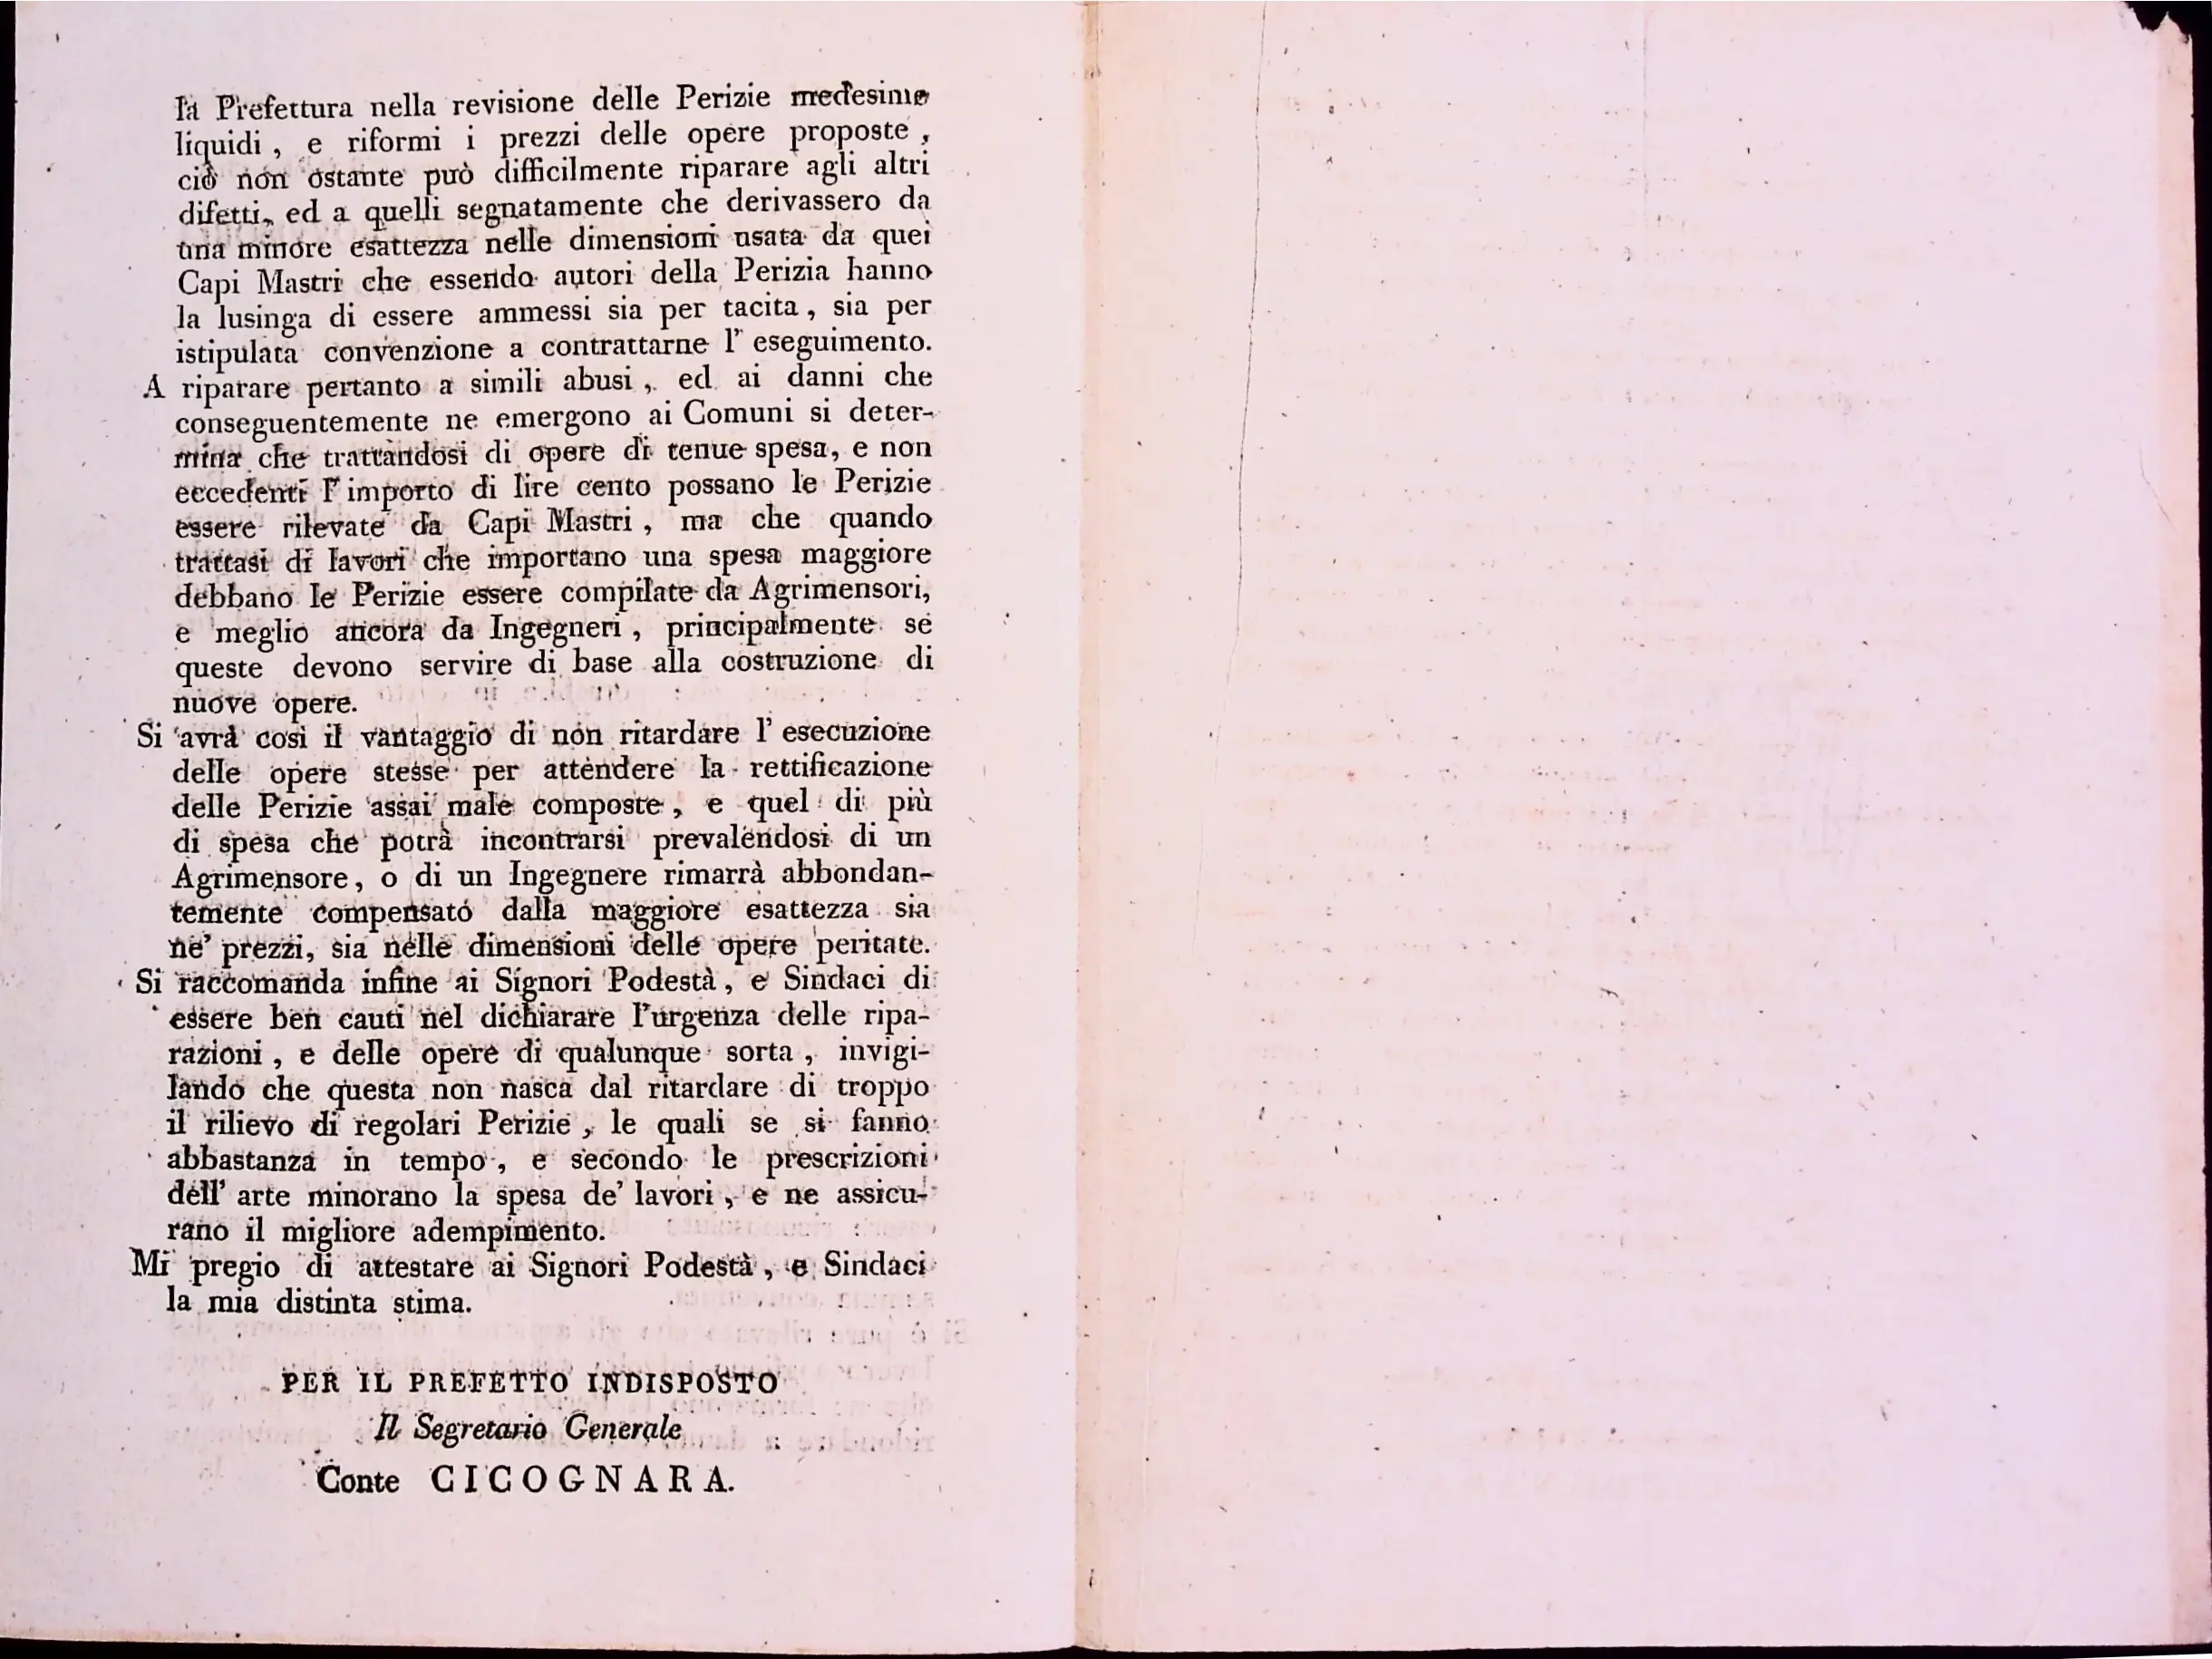 la Prefettura nella revisione delle Perizie medesime
liquidi , e riformi i prezzi delle opere proposte ,
ciò non ostante può difficilmente riparare agli altri
difetti, ed a quelli segnatamente che derivassero da
una minore esattezza nelle dimensioni usata da quei
Capi Mastri che essendo autori della Perizia hanno
la lusinga di essere ammessi sia per tacita , sia per
istipulata convenzione a contrattarne l' eseguimento.
A riparare pertanto a simili abusi , ed ai danni che
conseguentemente ne emergono ai Comuni si deter-
mina che trattandosi di opere di tenue spesa, e non
eccedenti l' importo di lire cento possano le Perizie
essere rilevate da Capi Mastri , ma che quando
trattasi di lavori che importano una spesa maggiore
debbano le Perizie essere compilate da Agrimensori,
e meglio ancora da Ingegneri , principalmente se
queste devono servire di base alla costruzione di
nuove opere.
Si avrà così il vantaggio di non ritardare l' esecuzione
delle opere stesse per attendere la rettificazione
delle Perizie assai male composte , e quel di più
di spesa che potrà incontrarsi prevalendosi di un
Agrimensore, o di un Ingegnere rimarrà abbondan-
temente compensato dalla maggiore esattezza sia
ne' prezzi, sia nelle dimensioni delle opere peritate.
Si raccomanda infine ai Signori Podestà , e Sindaci di
essere ben cauti nel dichiarare l'urgenza delle ripa-
razioni , e delle opere di qualunque sorta , invigi-
lando che questa non nasca dal ritardare di troppo
il rilievo di regolari Perizie , le quali se si fanno
abbastanza in tempo , e secondo le prescrizioni
dell' arte minorano la spesa de' lavori , e ne assicu-
rano il migliore adempimento.
Mi pregio di attestare ai Signori Podestà , e Sindaci
la mia distinta stima.
PER IL PREFETTO INDISPOSTO
Il Segretario Generale
Conte CICOGNARA.